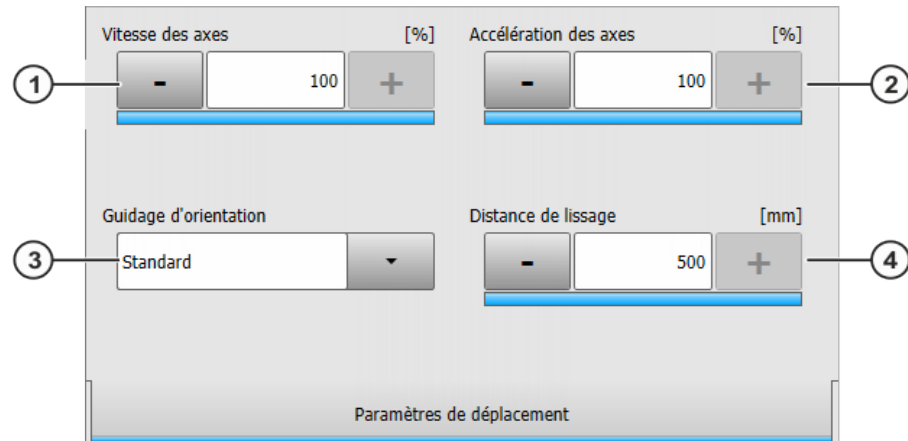 Vitesse des axes [%] Accélération des axes [%]
1 - 100 + - 100 + 2
Guidage d'orientation Distance de lissage [mm]
3 Standard - 500 + 4
Paramètres de déplacement